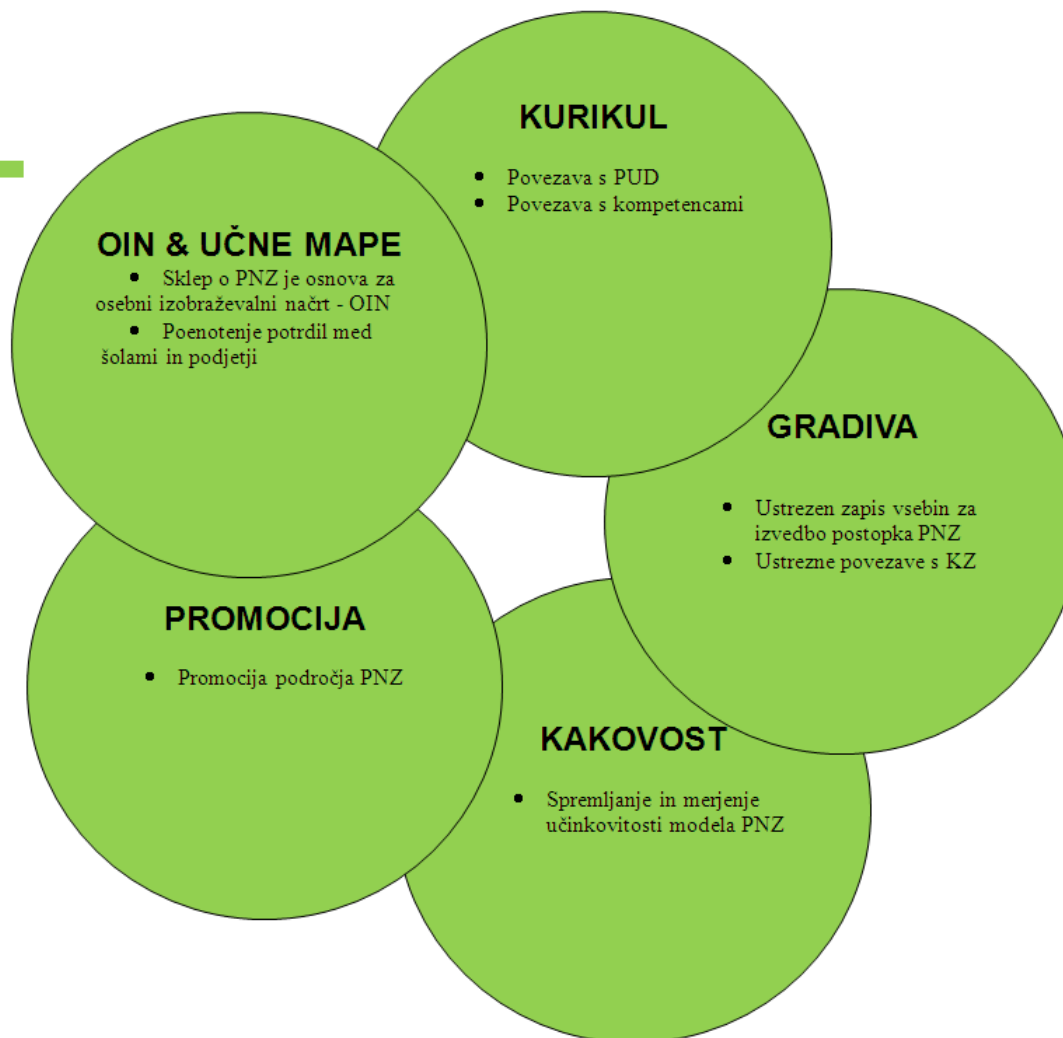 KURIKUL
• Povezava s PUD
• Povezava s kompetencami
OIN & UČNE MAPE
• Sklep o PNZ je osnova za
osebni izobraževalni načrt - OIN
• Poenotenje potrdil med
šolami in podjetji
GRADIVA
• Ustrezen zapis vsebin za
izvedbo postopka PNZ
• Ustrezne povezave s KZ
PROMOCIJA
• Promocija področja PNZ
KAKOVOST
• Spremljanje in merjenje
učinkovitosti modela PNZ